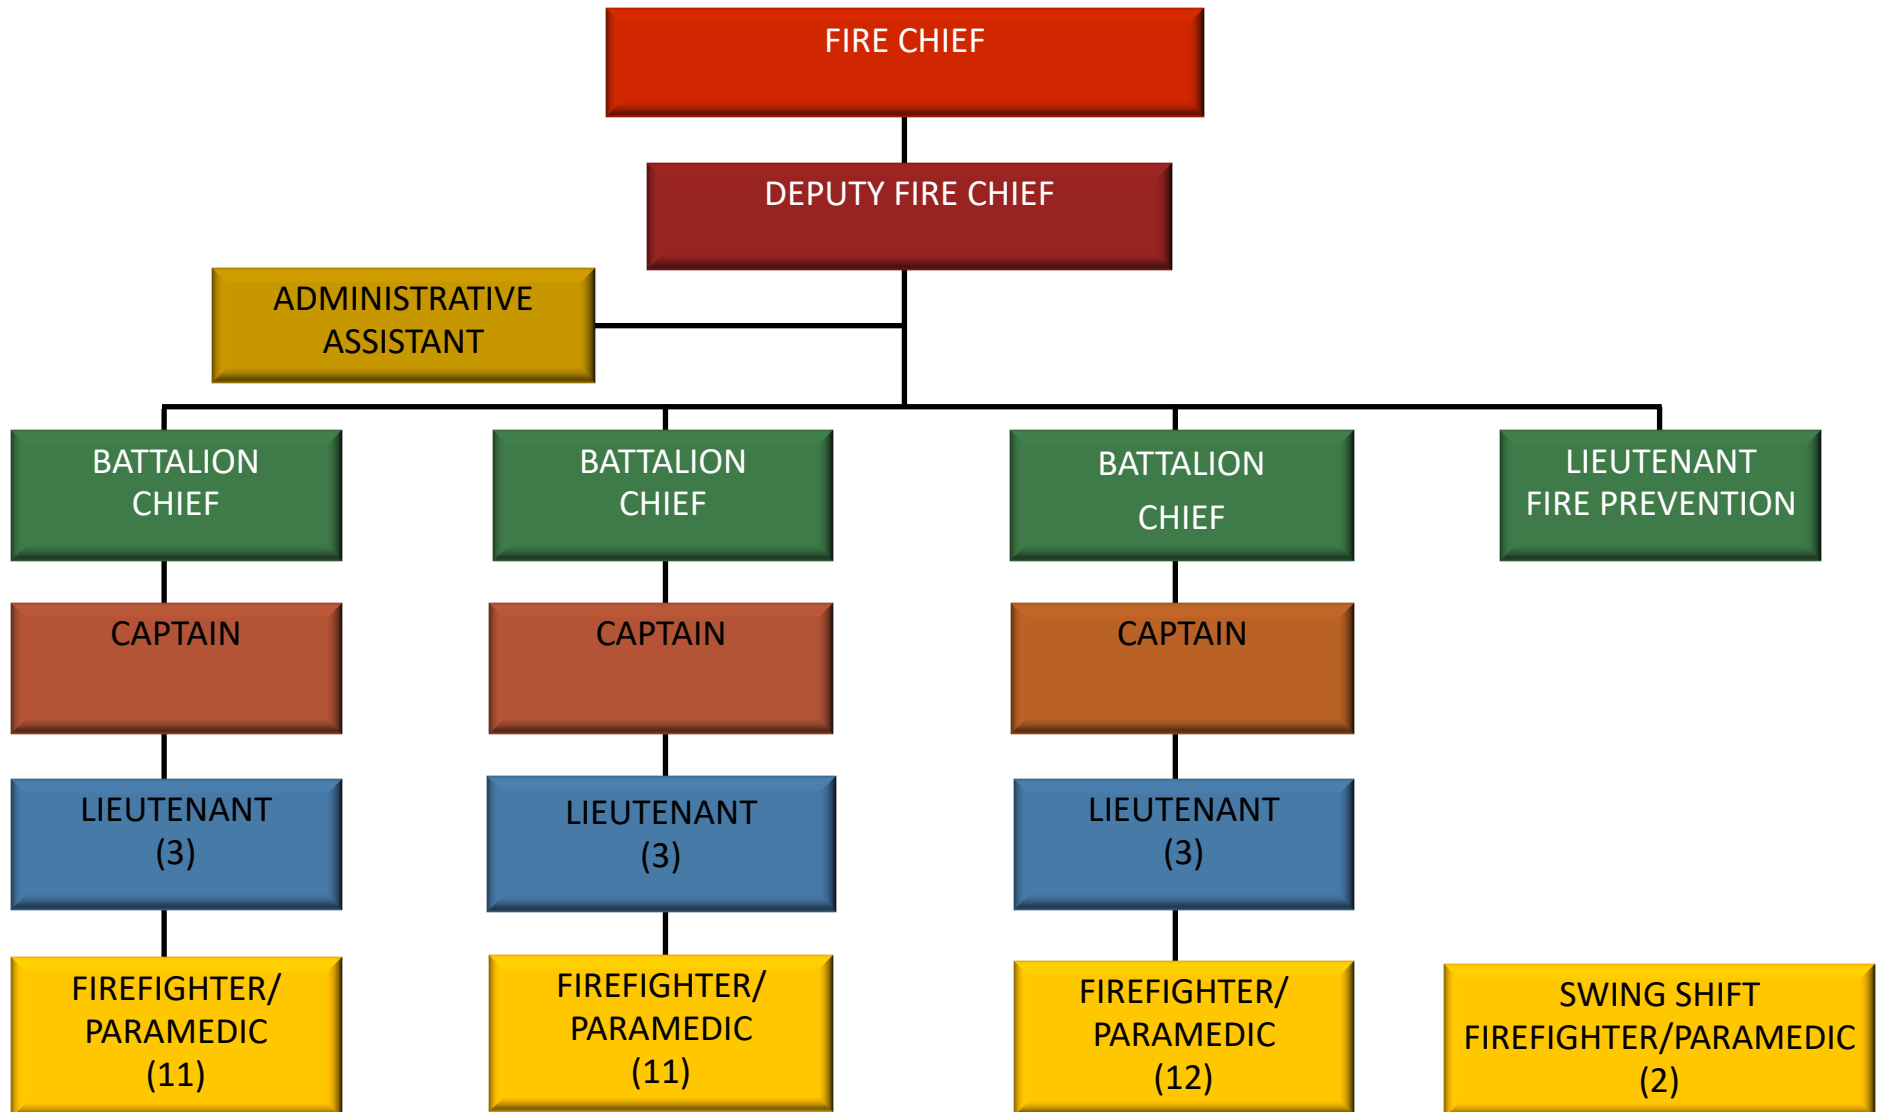 FIRE CHIEF
DEPUTY FIRE CHIEF
ADMINISTRATIVE
ASSISTANT
BATTALION
CHIEF
BATTALION
CHIEF
BATTALION
CHIEF
LIEUTENANT
FIRE PREVENTION
CAPTAIN
CAPTAIN
CAPTAIN
LIEUTENANT
(3)
LIEUTENANT
(3)
LIEUTENANT
(3)
FIREFIGHTER/
PARAMEDIC
(11)
FIREFIGHTER/
PARAMEDIC
(11)
FIREFIGHTER/
PARAMEDIC
(12)
SWING SHIFT
FIREFIGHTER/PARAMEDIC
(2)